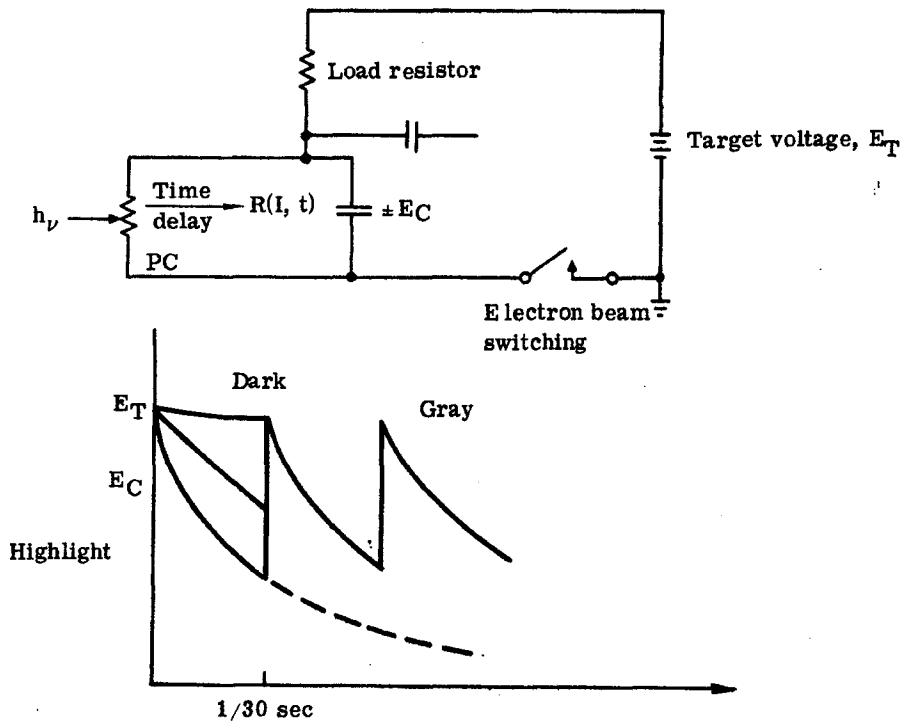 Load resistor
Target voltage, E_T
Time
delay
R(I, t)
± E_C
h_ν
PC
Electron beam
switching
Dark
E_T
Gray
E_C
Highlight
1/30 sec